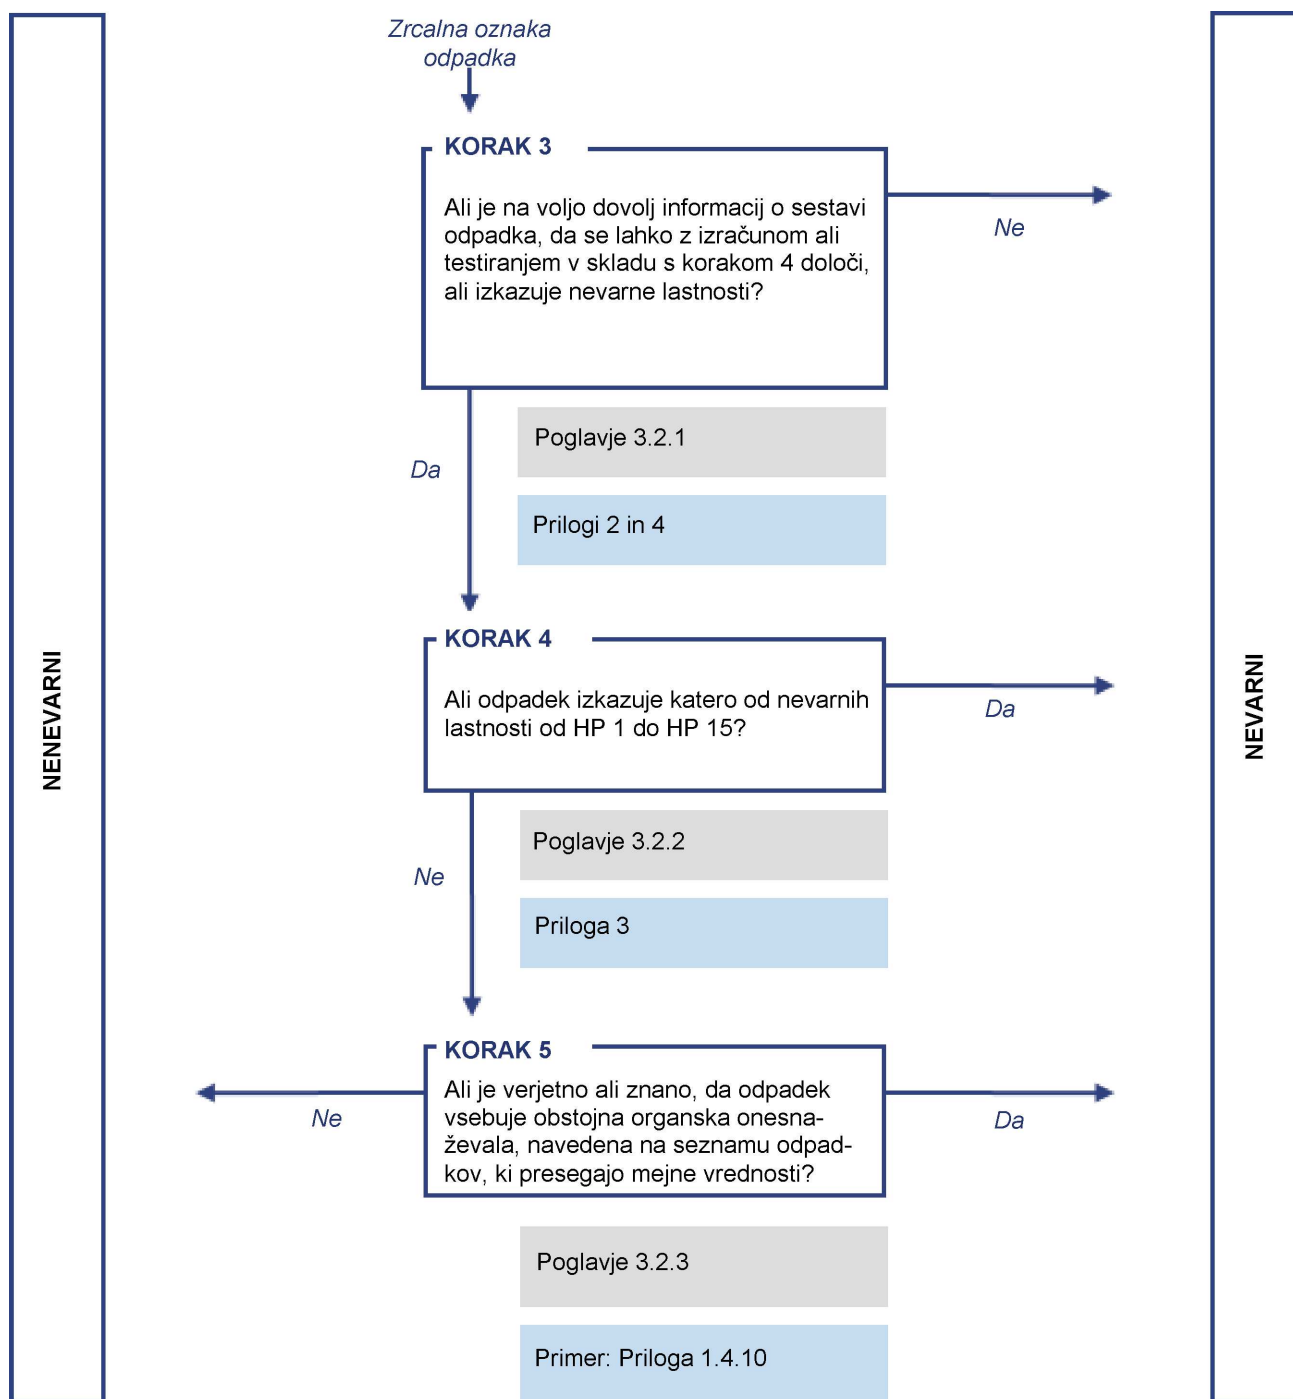 Zrcalna oznaka
odpadka
KORAK 3
Ali je na voljo dovolj informacij o sestavi
odpadka, da se lahko z izračunom ali
testiranjem v skladu s korakom 4 določi,
ali izkazuje nevarne lastnosti?
Ne
Poglavje 3.2.1
Da
Prilogi 2 in 4
NENEVARNI
NEVARNI
KORAK 4
Ali odpadek izkazuje katero od nevarnih
lastnosti od HP 1 do HP 15?
Da
Poglavje 3.2.2
Ne
Priloga 3
KORAK 5
Ali je verjetno ali znano, da odpadek
vsebuje obstojna organska onesna-
ževala, navedena na seznamu odpad-
kov, ki presegajo mejne vrednosti?
Ne
Da
Poglavje 3.2.3
Primer: Priloga 1.4.10